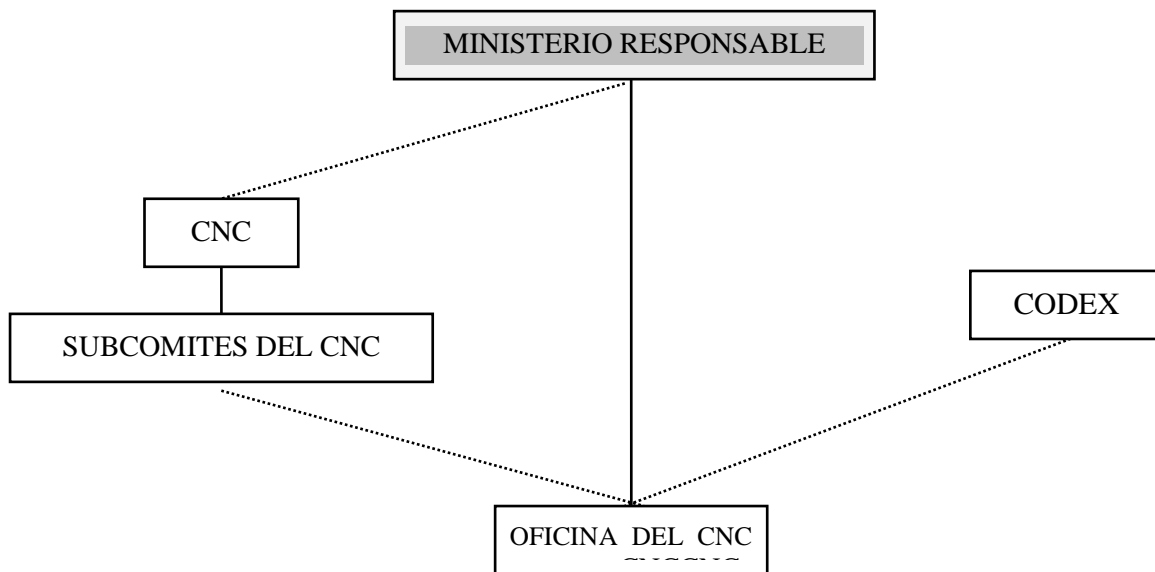 MINISTERIO RESPONSABLE
CNC
CODEX
SUBCOMITES DEL CNC
OFICINA DEL CNC